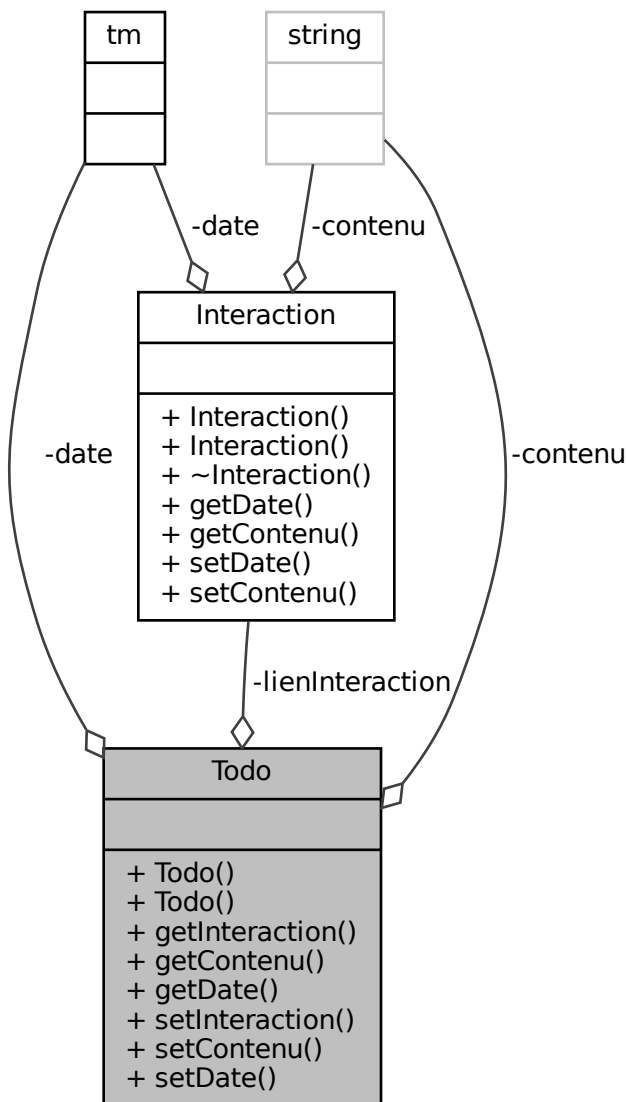 tm
string
-date
-contenu
Interaction
+ Interaction()
+ Interaction()
+ ~Interaction()
+ getDate()
+ getContenu()
+ setDate()
+ setContenu()
-date
-contenu
-lienInteraction
Todo
+ Todo()
+ Todo()
+ getInteraction()
+ getContenu()
+ getDate()
+ setInteraction()
+ setContenu()
+ setDate()